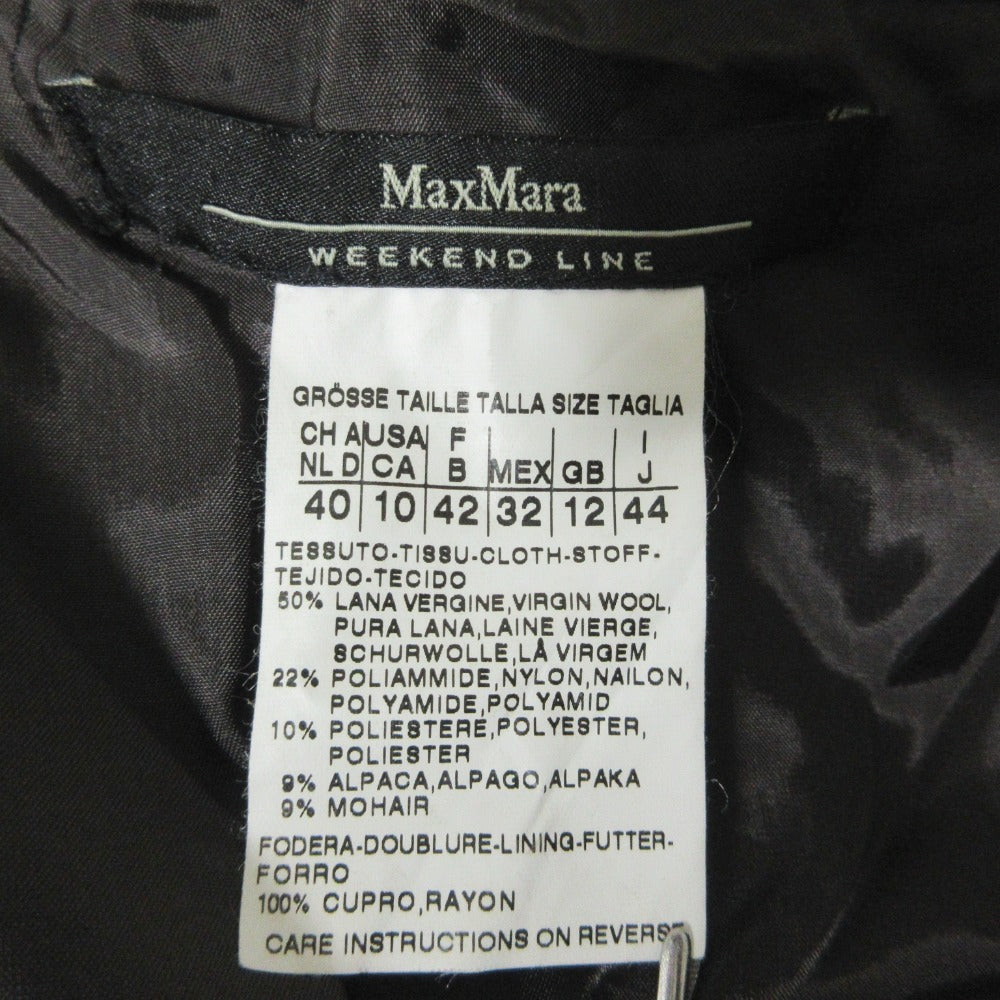 MaxMara
WEEKEND LINE
GRÖSSE TAILLE TALLA SIZE TAGLIA
CH A USA F I
NL D CA B MEX GB J
40 10 42 32 12 44
TESSUTO-TISSU-CLOTH-STOFF-
TEJIDO-TECIDO
50% LANA VERGINE,VIRGIN WOOL,
PURA LANA,LAINE VIERGE,
SCHURWOLLE,LÅ VIRGEM
22% POLIAMMIDE,NYLON,NAILON,
POLYAMIDE,POLYAMID
10% POLIESTERE,POLYESTER,
POLIESTER
9% ALPACA,ALPAGO,ALPAKA
9% MOHAIR
FODERA-DOUBLURE-LINING-FUTTER-
FORRO
100% CUPRO,RAYON
CARE INSTRUCTIONS ON REVERSE